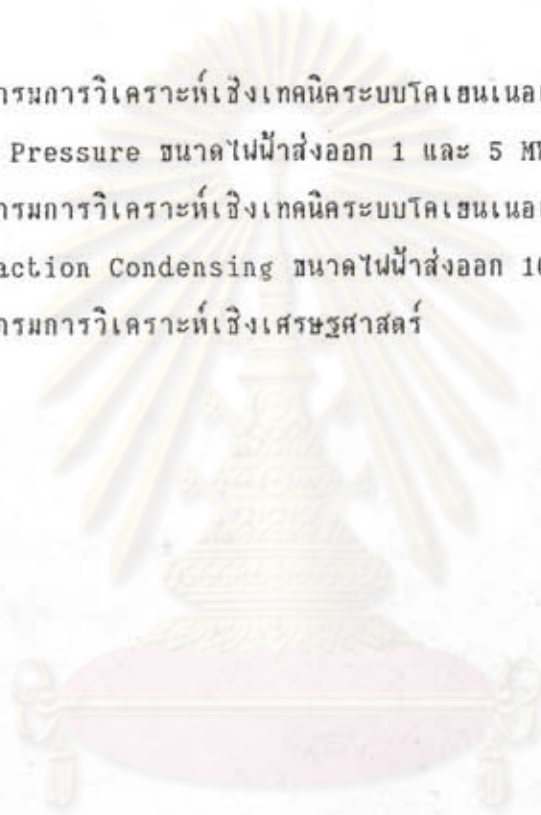 กรมการวิเคราะห์เชิงเทคนิคระบบโคเฮนเนอเ
Pressure ขนาดไฟฟ้าส่งออก 1 และ 5 MW
กรมการวิเคราะห์เชิงเทคนิคระบบโคเฮนเนอเ
action Condensing ขนาดไฟฟ้าส่งออก 10
กรมการวิเคราะห์เชิงเศรษฐศาสตร์